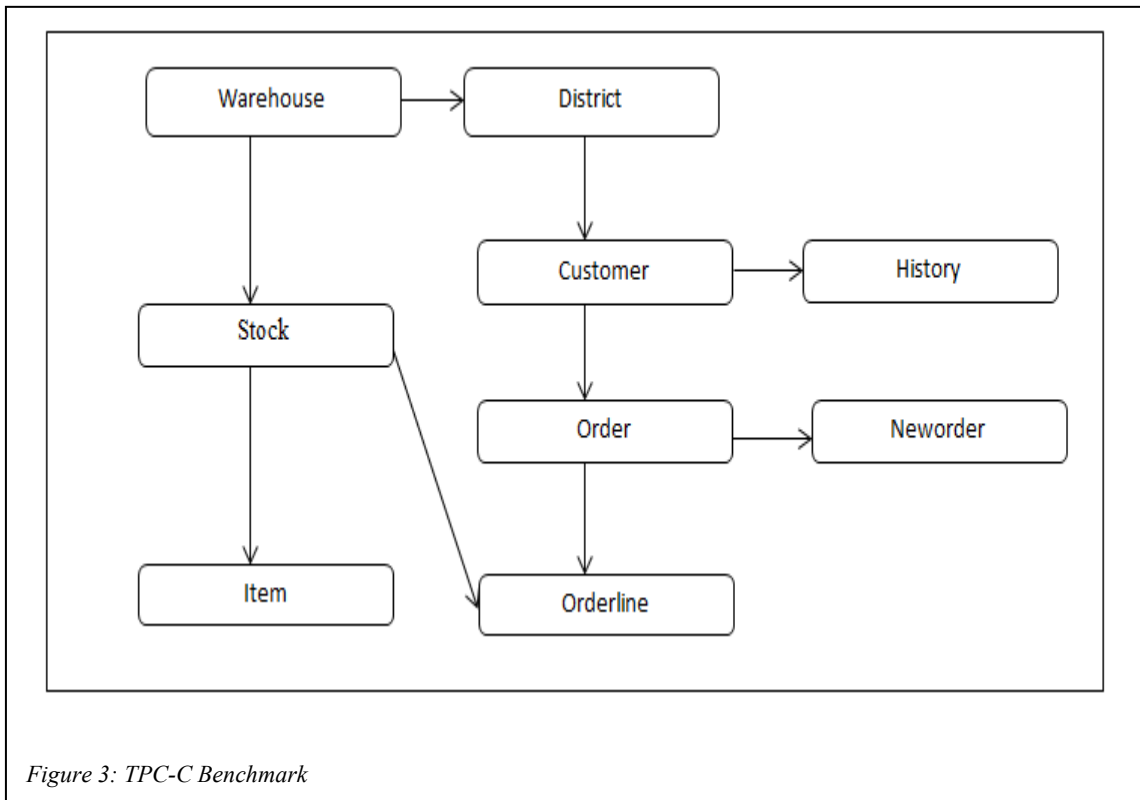 Warehouse
District
Customer
History
Stock
Order
Neworder
Item
Orderline
Figure 3: TPC-C Benchmark